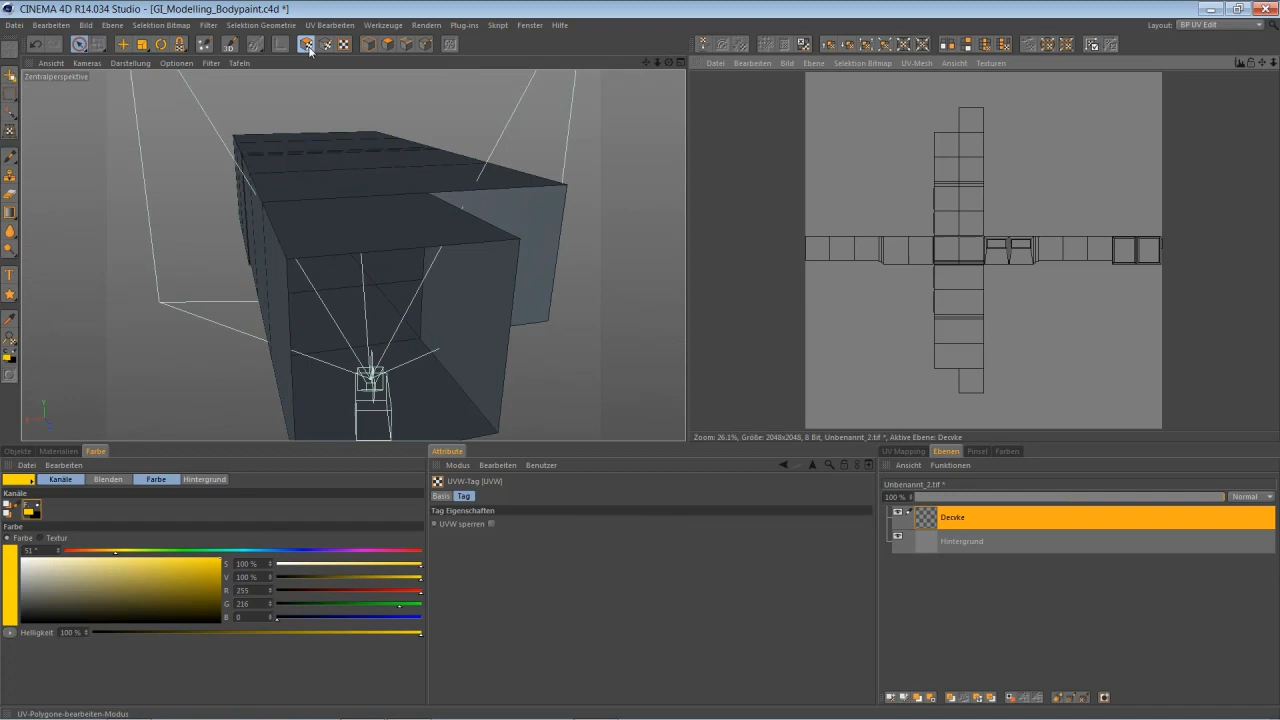 CINEMA 4D R14.034 Studio - [GI_Modelling_Bodypaint.c4d *]
Datei Bearbeiten Bild Ebene Selektion Bitmap Filter Selektion Geometrie UV Bearbeiten Werkzeuge Rendern Plug-ins Skript Fenster Hilfe Layout: BP UV Edit
Ansicht Kameras Darstellung Optionen Filter Tafeln
Datei Bearbeiten Bild Ebene Selektion Bitmap UV-Mesh Ansicht Texturen
Zentralperspektive
Zoom: 26.1%, Größe: 2048x2048, 8 Bit, Unbenannt_2.tif *, Aktive Ebene: Decvke
Objekte Materialien Farbe
Datei Bearbeiten
Kanäle Blenden Farbe Hintergrund
Kanäle
Farbe
Farbe Textur
51 °
S 100 %
V 100 %
R 255
G 216
B 0
Helligkeit 100 %
Attribute
Modus Bearbeiten Benutzer
UVW-Tag [UVW]
Basis Tag
Tag Eigenschaften
UVW sperren
UV Mapping Ebenen Pinsel Farben
Ansicht Funktionen
Unbenannt_2.tif *
100 % Normal
Decvke
Hintergrund
UV-Polygone-bearbeiten-Modus